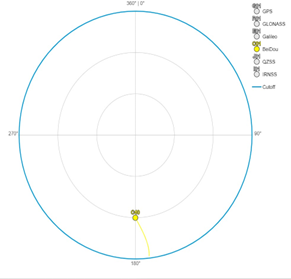 360° | 0°
GPS
GLONASS
Galileo
BeiDou
QZSS
IRNSS
Cutoff
270°
90°
180°